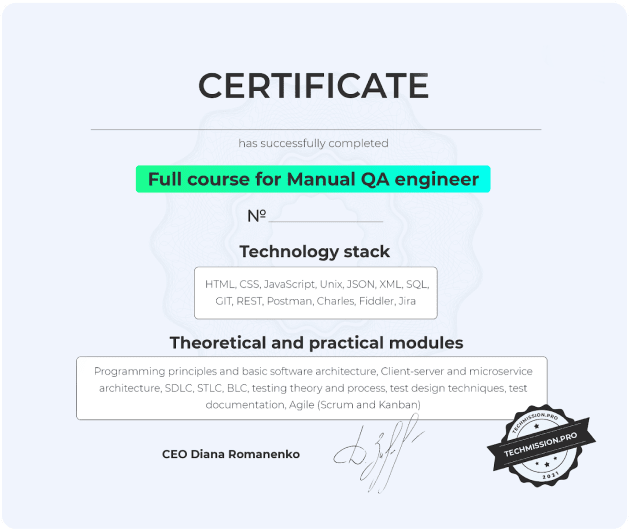 CERTIFICATE
has successfully completed
Full course for Manual QA engineer
№
Technology stack
HTML, CSS, JavaScript, Unix, JSON, XML, SQL,
GIT, REST, Postman, Charles, Fiddler, Jira
Theoretical and practical modules
Programming principles and basic software architecture, Client-server and microservice
architecture, SDLC, STLC, BLC, testing theory and process, test design techniques, test
documentation, Agile (Scrum and Kanban)
CEO Diana Romanenko
TECHMISSION.PRO
TECHMISSION.PRO
2021